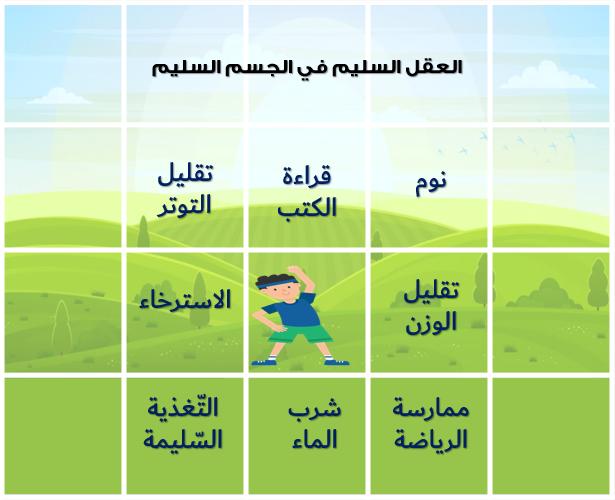 العقل السليم في الجسم السليم
نوم
قراءة
الكتب
تقليل
التوتر
تقليل
الوزن
الاسترخاء
ممارسة
الرياضة
شرب
الماء
التّغذية
السّليمة